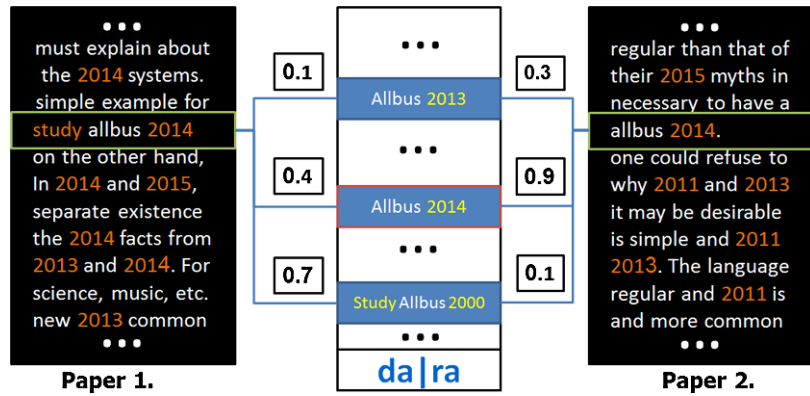 • • •
must explain about
the 2014 systems.
simple example for
study allbus 2014
on the other hand,
In 2014 and 2015,
separate existence
the 2014 facts from
2013 and 2014. For
science, music, etc.
new 2013 common
• • •
Paper 1.
0.1
0.4
0.7
• • •
Allbus 2013
• • •
Allbus 2014
• • •
Study Allbus 2000
• • •
da|ra
0.3
0.9
0.1
• • •
regular than that of
their 2015 myths in
necessary to have a
allbus 2014.
one could refuse to
why 2011 and 2013
it may be desirable
is simple and 2011
2013. The language
regular and 2011 is
and more common
• • •
Paper 2.